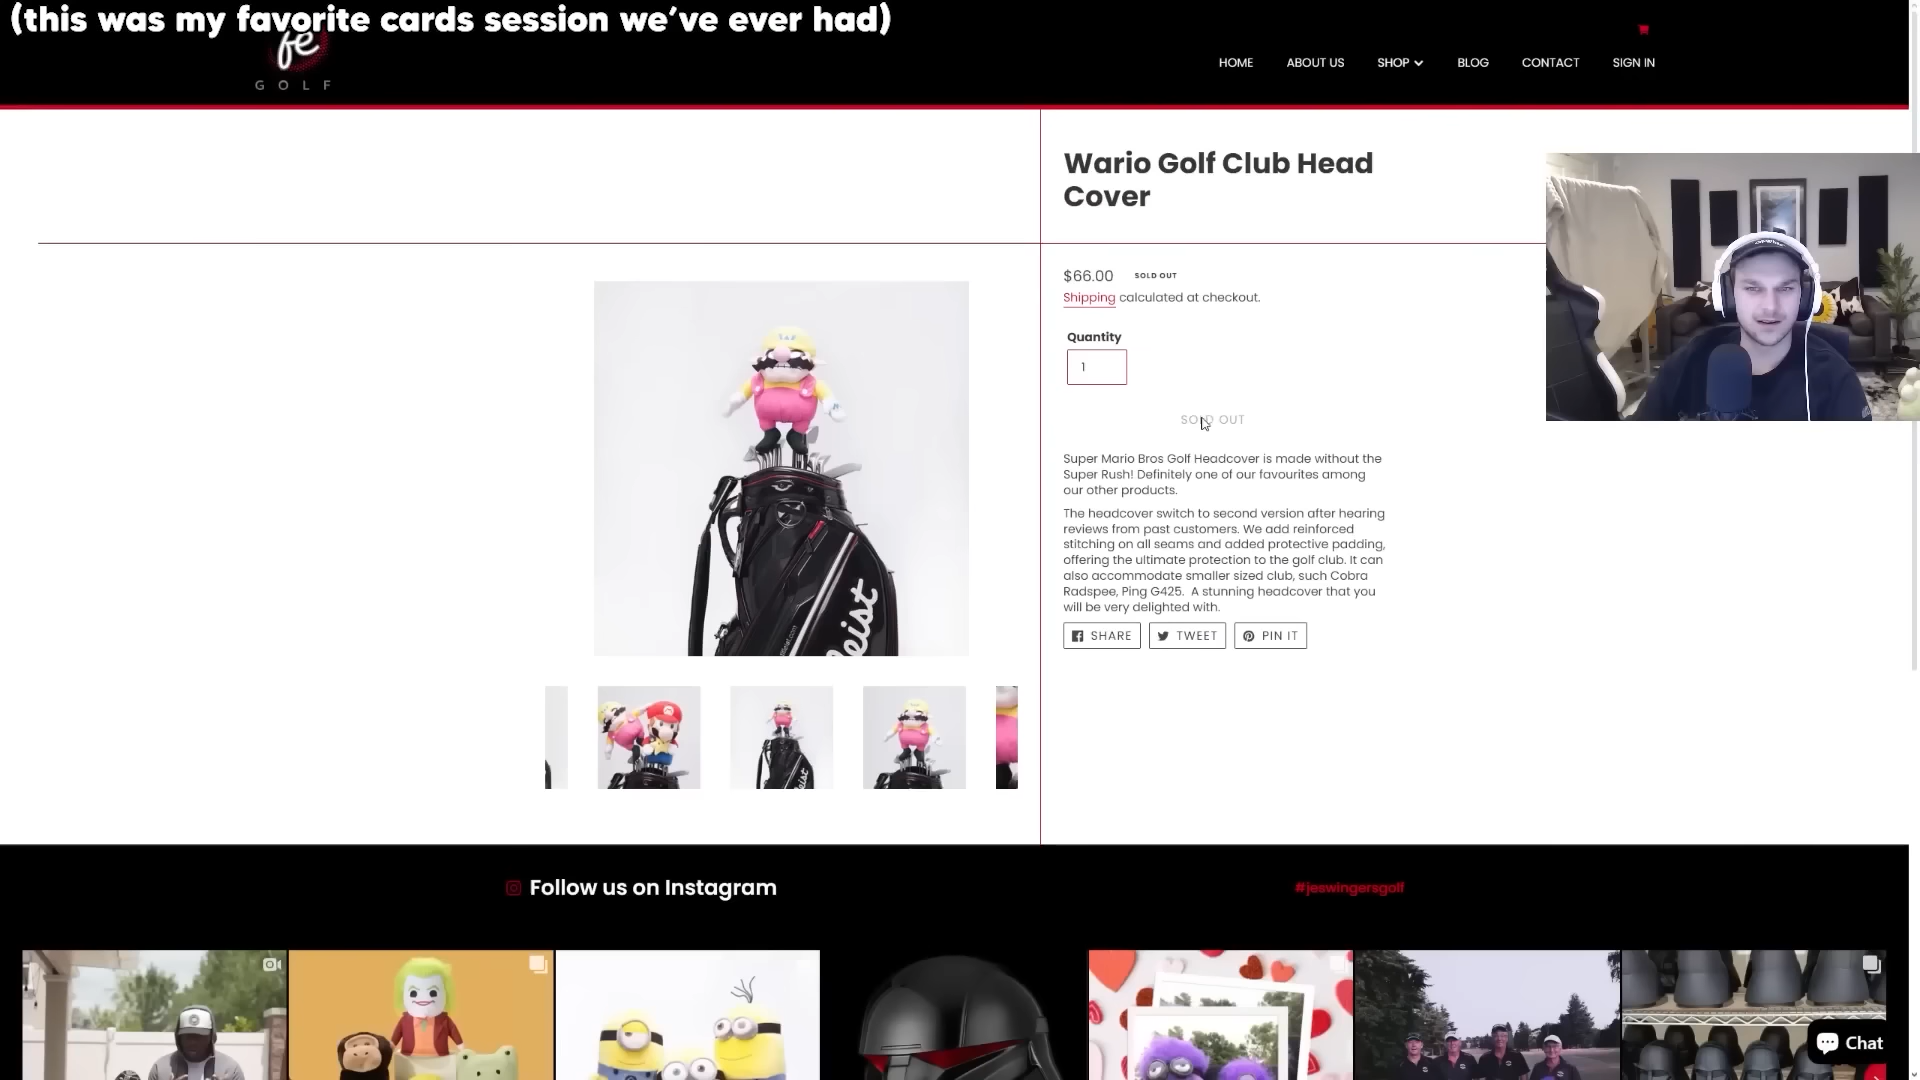 (this was my favorite cards session we've ever had)
fe
GOLF
HOME ABOUT US SHOP BLOG CONTACT SIGN IN
Wario Golf Club Head
Cover
$66.00 SOLD OUT
Shipping calculated at checkout.
Quantity
1
SOLD OUT
Super Mario Bros Golf Headcover is made without the
Super Rush! Definitely one of our favourites among
our other products.
The headcover switch to second version after hearing
reviews from past customers. We add reinforced
stitching on all seams and added protective padding,
offering the ultimate protection to the golf club. It can
also accommodate smaller sized club, such Cobra
Radspee, Ping G425. A stunning headcover that you
will be very delighted with.
SHARE TWEET PIN IT
Follow us on Instagram
#jeswingersgolf
Chat